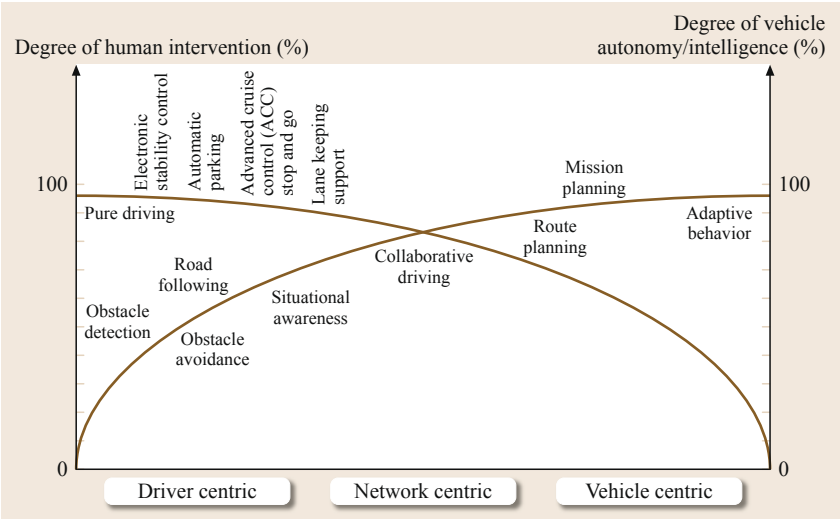 Degree of human intervention (%)
Degree of vehicle
autonomy/intelligence (%)
Electronic
stability control
Automatic
parking
Advanced cruise
control (ACC)
stop and go
Lane keeping
support
100
100
Mission
planning
Pure driving
Adaptive
behavior
Route
planning
Collaborative
driving
Road
following
Situational
awareness
Obstacle
detection
Obstacle
avoidance
0
0
Driver centric
Network centric
Vehicle centric